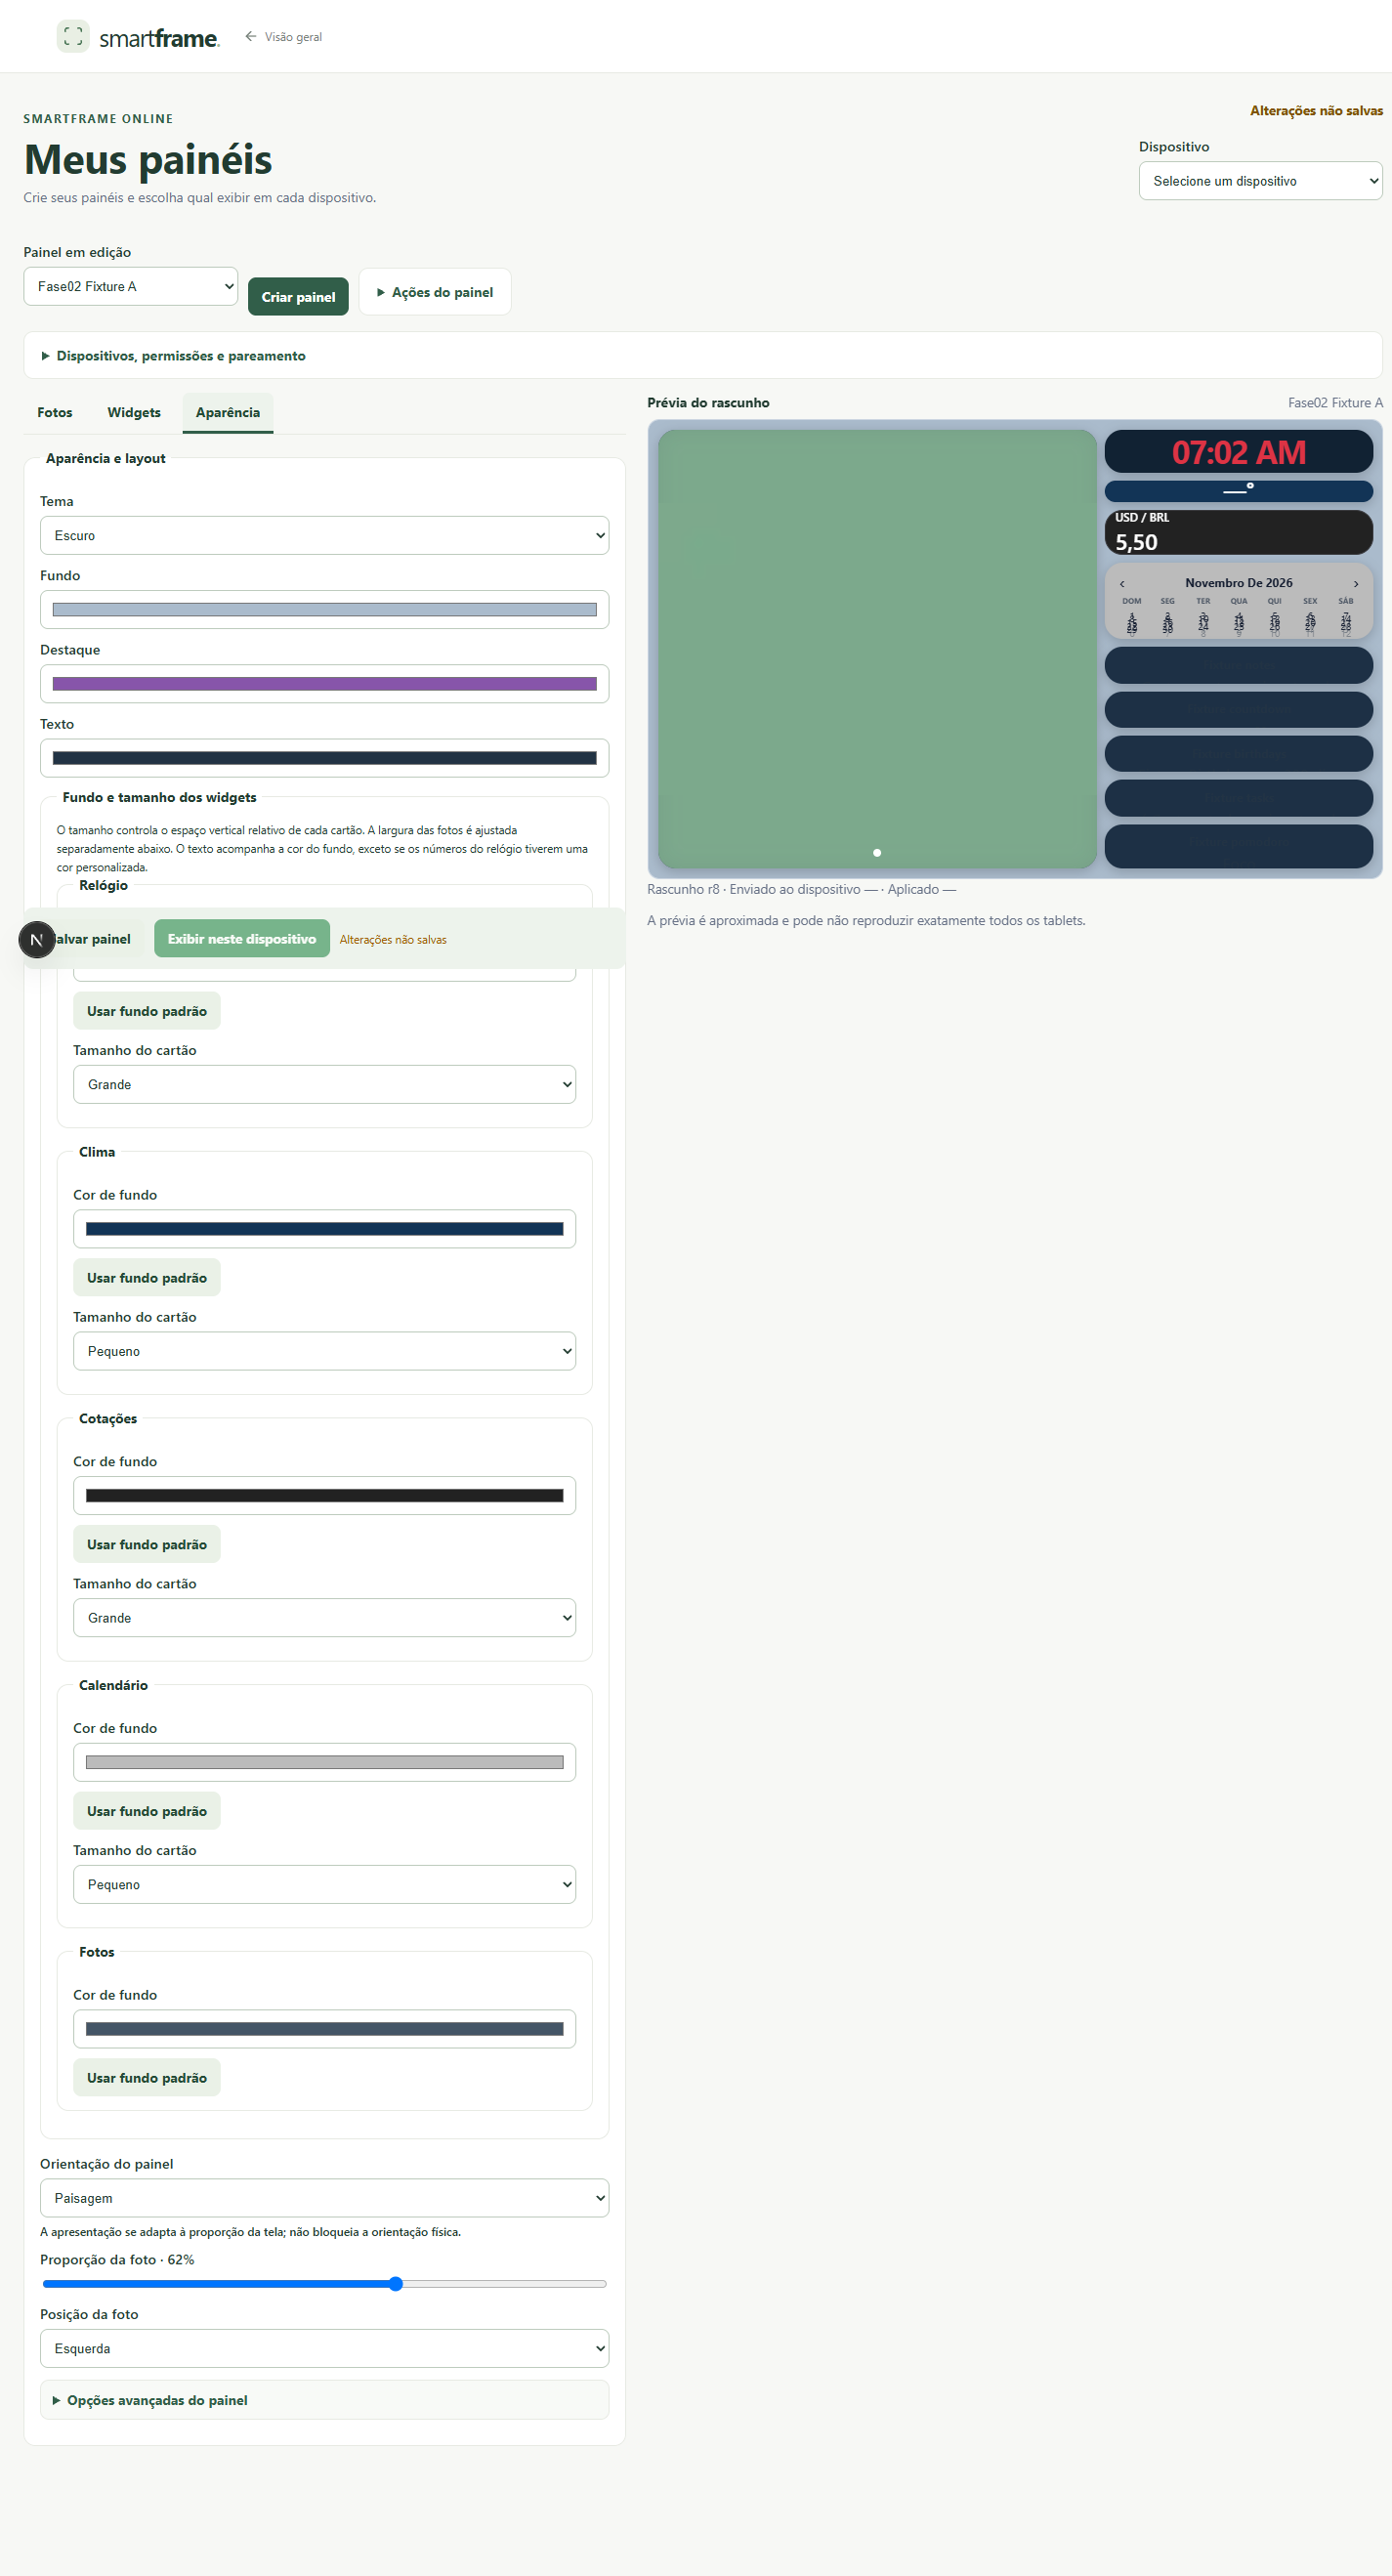 smartframe.
← Visão geral
SMARTFRAME ONLINE
Meus painéis
Crie seus painéis e escolha qual exibir em cada dispositivo.
Alterações não salvas
Dispositivo
Selecione um dispositivo
Painel em edição
Fase02 Fixture A
Criar painel
Ações do painel
Dispositivos, permissões e pareamento
Fotos
Widgets
Aparência
Aparência e layout
Tema
Escuro
Fundo
Destaque
Texto
Fundo e tamanho dos widgets
O tamanho controla o espaço vertical relativo de cada cartão. A largura das fotos é ajustada
separadamente abaixo. O texto acompanha a cor do fundo, exceto se os números do relógio tiverem uma
cor personalizada.
Relógio
N
alvar painel
Exibir neste dispositivo
Alterações não salvas
Usar fundo padrão
Tamanho do cartão
Grande
Clima
Cor de fundo
Usar fundo padrão
Tamanho do cartão
Pequeno
Cotações
Cor de fundo
Usar fundo padrão
Tamanho do cartão
Grande
Calendário
Cor de fundo
Usar fundo padrão
Tamanho do cartão
Pequeno
Fotos
Cor de fundo
Usar fundo padrão
Orientação do painel
Paisagem
A apresentação se adapta à proporção da tela; não bloqueia a orientação física.
Proporção da foto · 62%
Posição da foto
Esquerda
Opções avançadas do painel
Prévia do rascunho
Fase02 Fixture A
07:02 AM
—°
USD / BRL
5,50
‹ Novembro De 2026 ›
DOM SEG TER QUA QUI SEX SÁB
Rascunho r8 · Enviado ao dispositivo — · Aplicado —
A prévia é aproximada e pode não reproduzir exatamente todos os tablets.